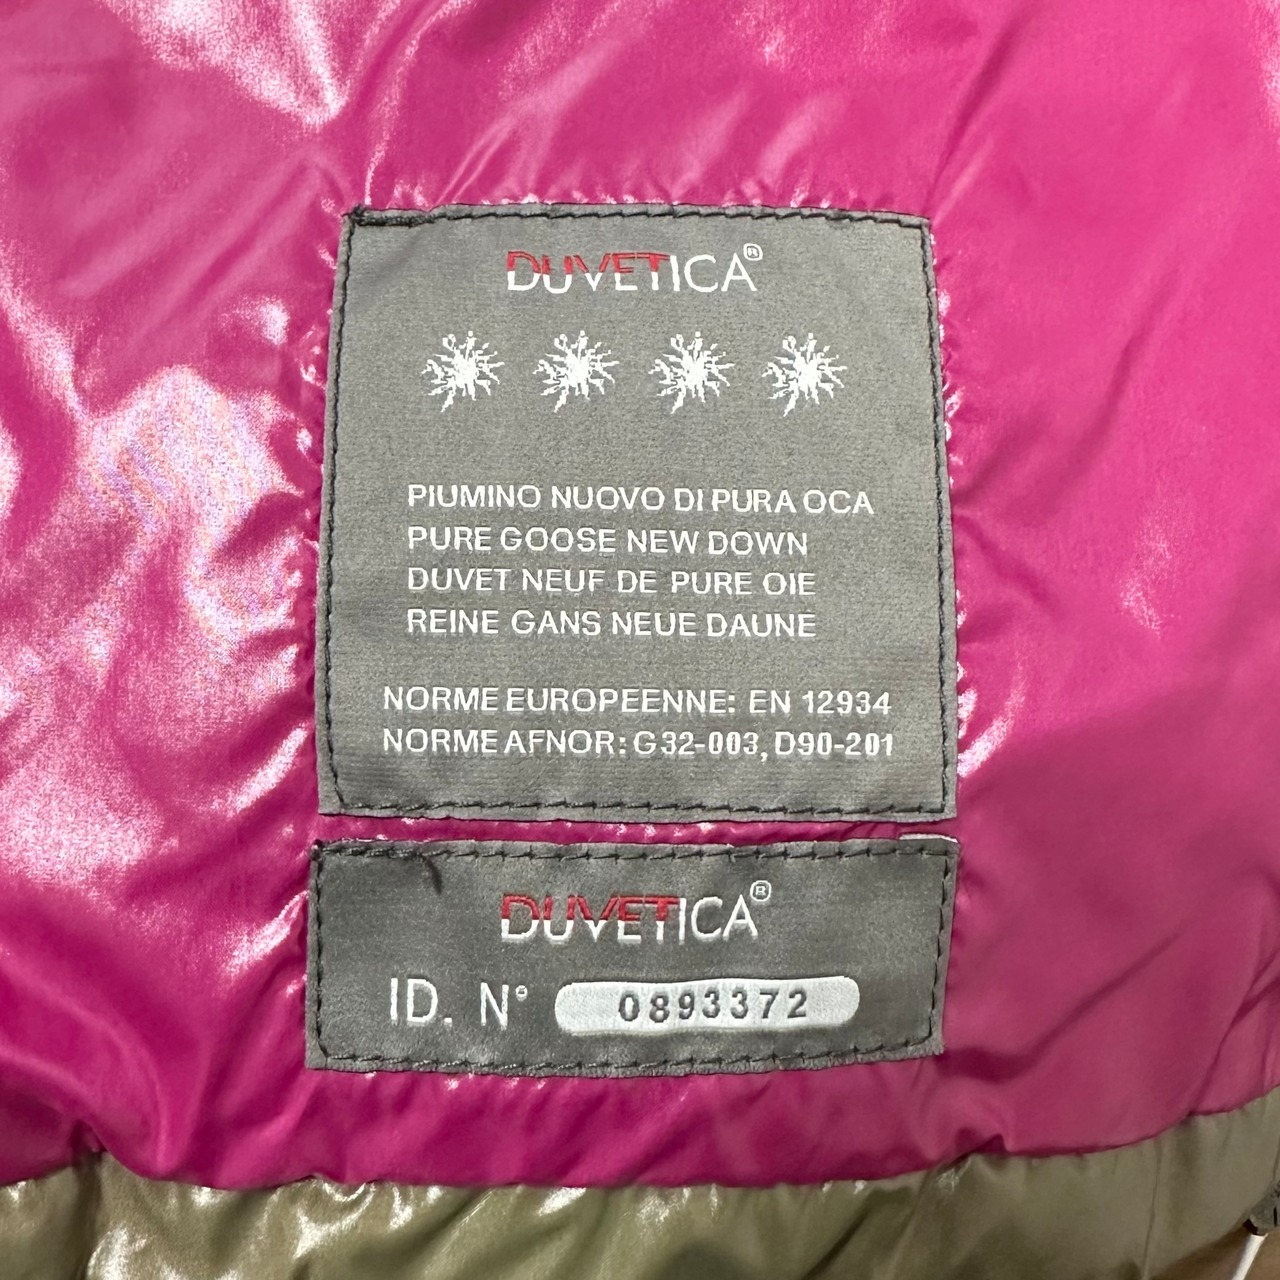 DUVETICA®
PIUMINO NUOVO DI PURA OCA
PURE GOOSE NEW DOWN
DUVET NEUF DE PURE OIE
REINE GANS NEUE DAUNE
NORME EUROPEENNE: EN 12934
NORME AFNOR: G32-003, D90-201
DUVETICA®
ID. N° 0893372